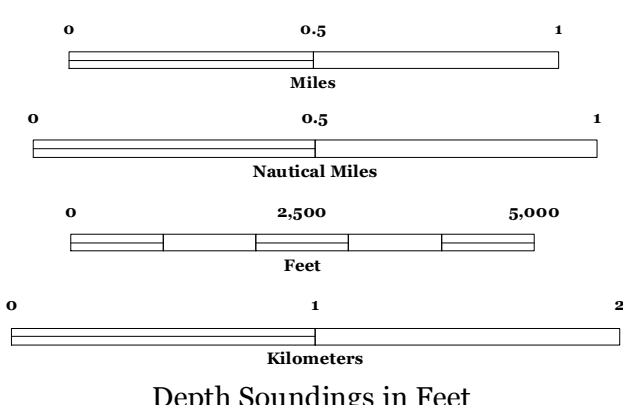 0 0.5 1
Miles
0 0.5 1
Nautical Miles
0 2,500 5,000
Feet
0 1 2
Kilometers
Depth Soundings in Feet